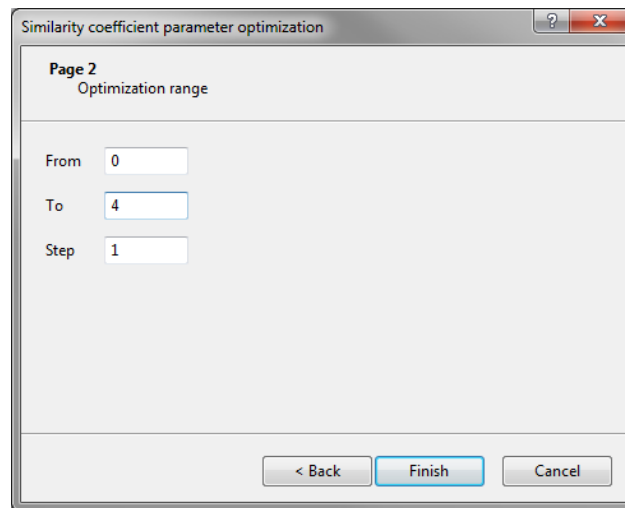 Similarity coefficient parameter optimization
Page 2
Optimization range
From 0
To 4
Step 1
< Back Finish Cancel